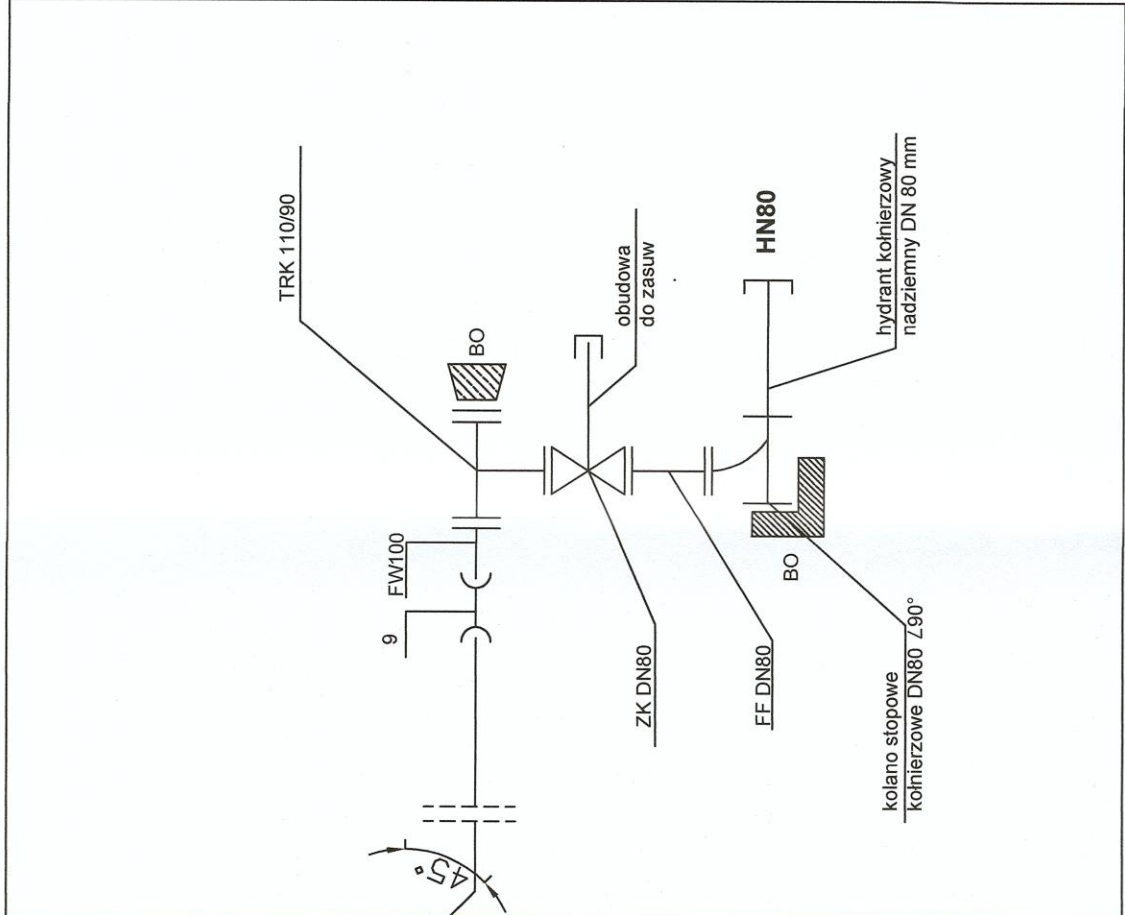 TRK 110/90
BO
obudowa
do zasuw
HN80
hydrant kołnierzowy
nadziemny DN 80 mm
FW100
9
BO
ZK DN80
FF DN80
kolano stopowe
kołnierzowe DN80 ∠90°
45°